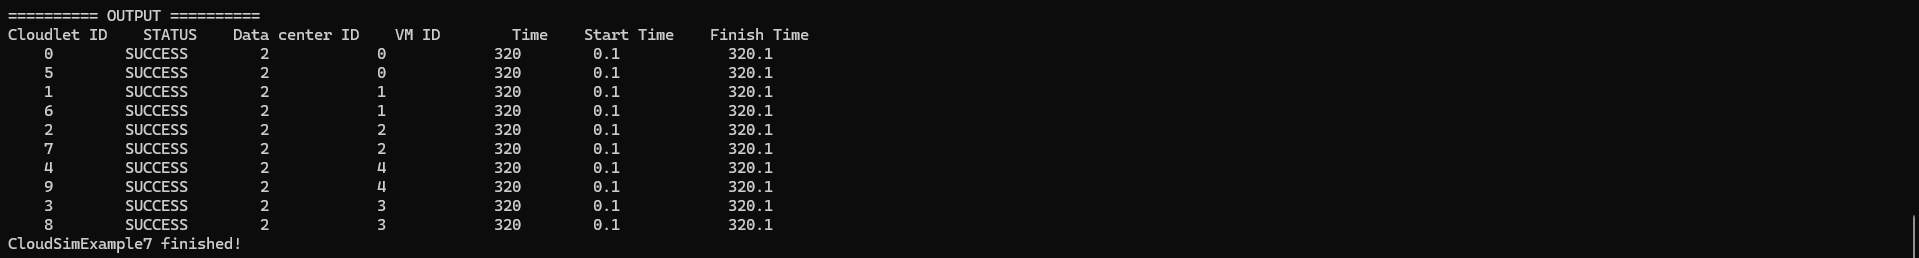 ========== OUTPUT ==========
Cloudlet ID    STATUS    Data center ID    VM ID        Time    Start Time    Finish Time
    0        SUCCESS        2            0            320        0.1            320.1
    5        SUCCESS        2            0            320        0.1            320.1
    1        SUCCESS        2            1            320        0.1            320.1
    6        SUCCESS        2            1            320        0.1            320.1
    2        SUCCESS        2            2            320        0.1            320.1
    7        SUCCESS        2            2            320        0.1            320.1
    4        SUCCESS        2            4            320        0.1            320.1
    9        SUCCESS        2            4            320        0.1            320.1
    3        SUCCESS        2            3            320        0.1            320.1
    8        SUCCESS        2            3            320        0.1            320.1
CloudSimExample7 finished!